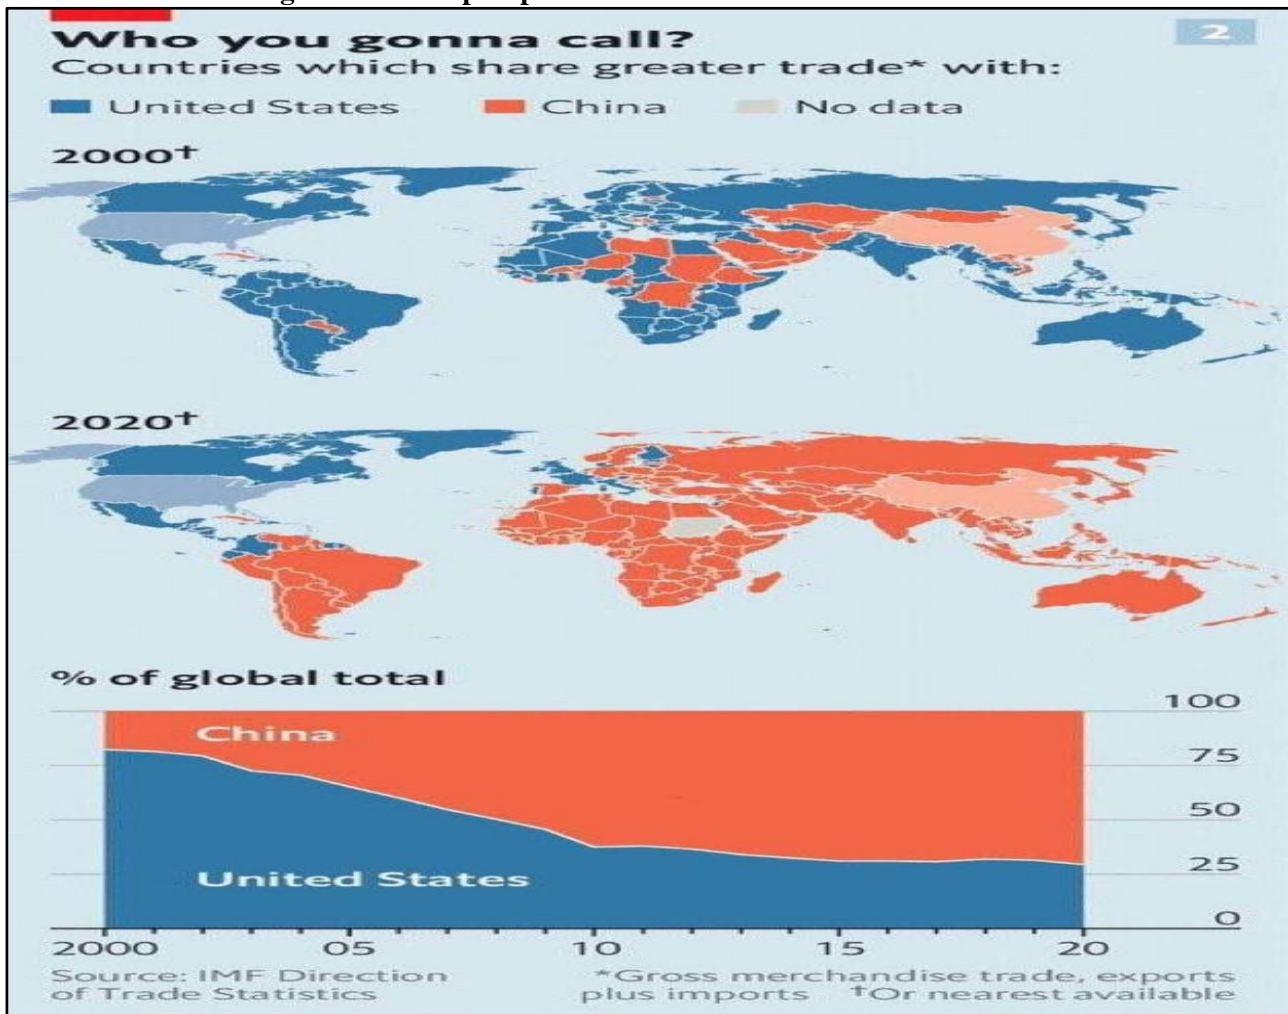 Who you gonna call?
2
Countries which share greater trade* with:
United States
China
No data
2000†
2020†
% of global total
100
China
75
50
25
United States
0
2000
05
10
15
20
Source: IMF Direction
of Trade Statistics
*Gross merchandise trade, exports
plus imports †Or nearest available